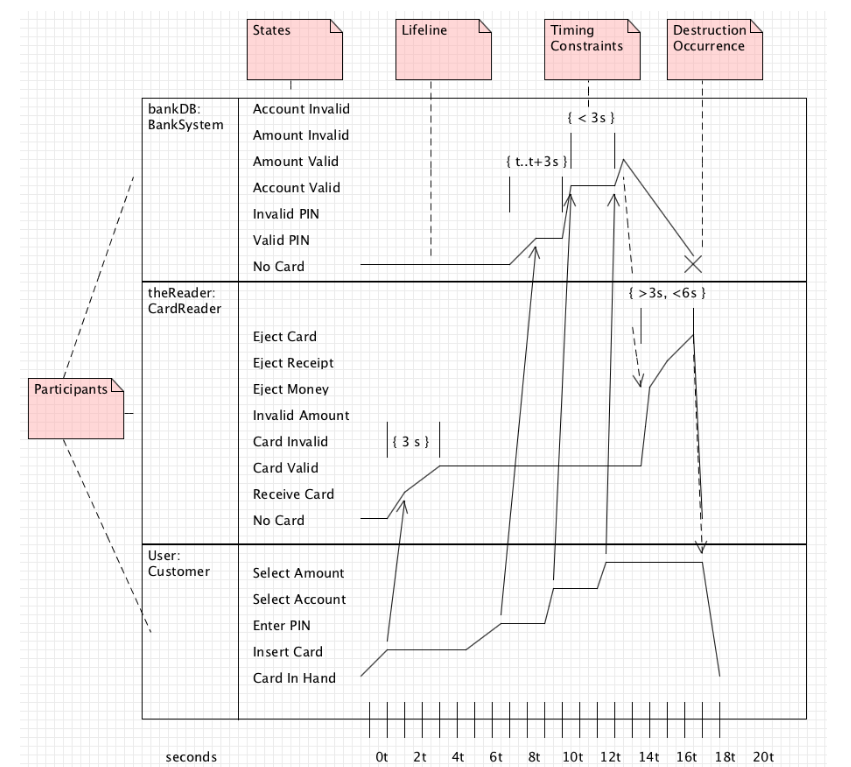 States
Lifeline
Timing
Constraints
Destruction
Occurrence
bankDB:
BankSystem
Account Invalid
Amount Invalid
Amount Valid
Account Valid
Invalid PIN
Valid PIN
No Card
{ < 3s }
{ t..t+3s }
theReader:
CardReader
{ >3s, <6s }
Eject Card
Eject Receipt
Eject Money
Invalid Amount
Card Invalid
Card Valid
Receive Card
No Card
{ 3 s }
Participants
User:
Customer
Select Amount
Select Account
Enter PIN
Insert Card
Card In Hand
seconds 0t 2t 4t 6t 8t 10t 12t 14t 16t 18t 20t